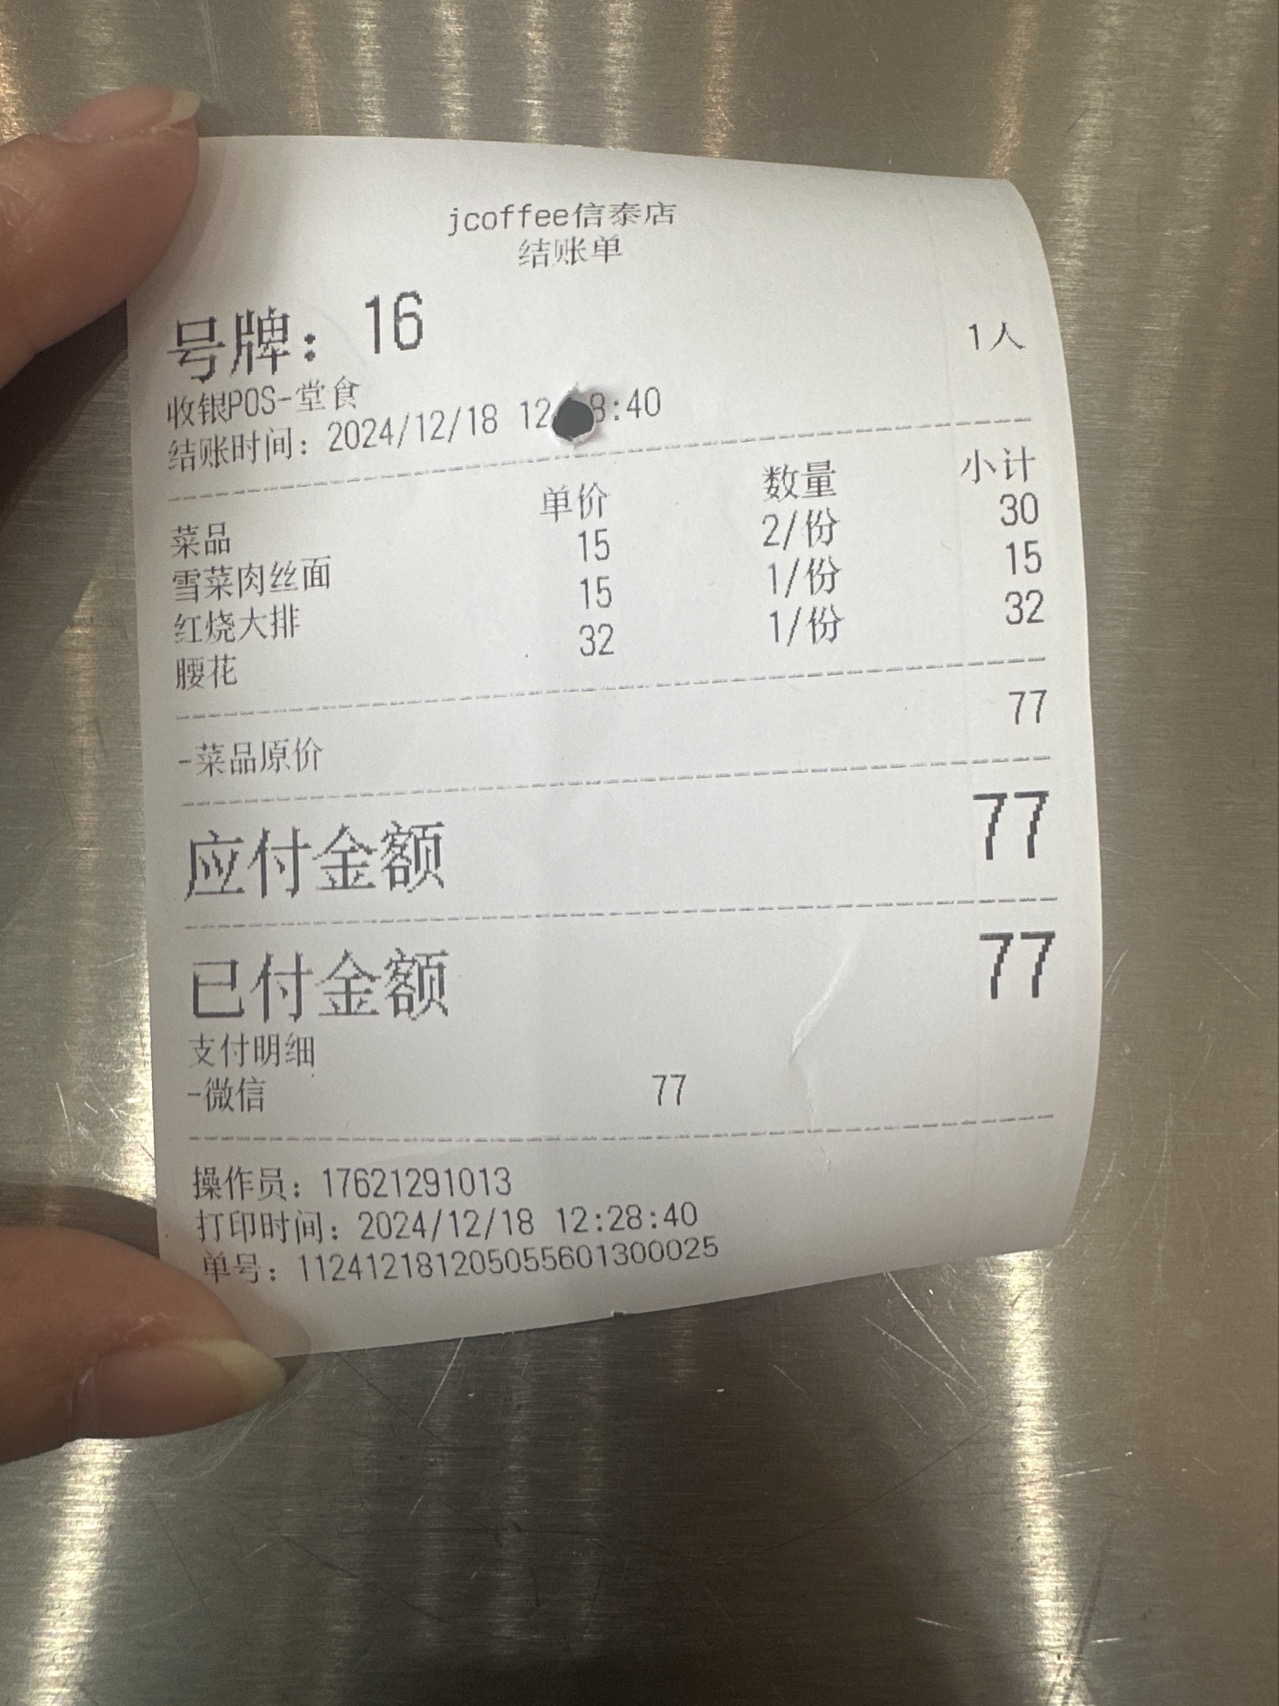 jcoffee信泰店
结账单
号牌：16 1人
收银POS-堂食
结账时间：2024/12/18 12 8:40
菜品 单价 数量 小计
雪菜肉丝面 15 2/份 30
红烧大排 15 1/份 15
腰花 32 1/份 32
-菜品原价 77
应付金额 77
已付金额 77
支付明细
-微信 77
操作员：17621291013
打印时间：2024/12/18 12:28:40
单号：112412181205055601300025